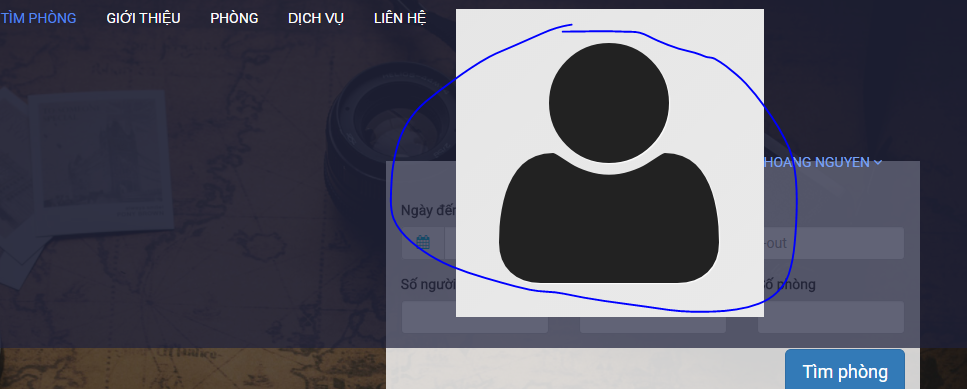 TÌM PHÒNG GIỚI THIỆU PHÒNG DỊCH VỤ LIÊN HỆ
HOANG NGUYEN
Ngày đến
out
Số người
ố phòng
Tìm phòng